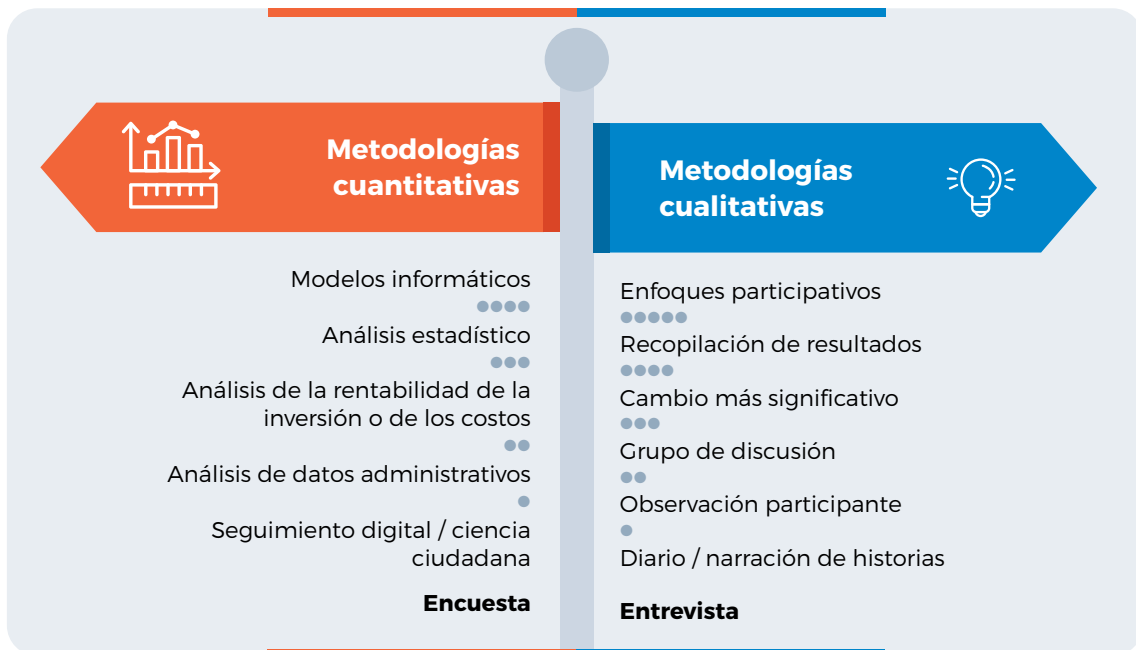 Metodologías
cuantitativas
Modelos informáticos
Análisis estadístico
Análisis de la rentabilidad de la
inversión o de los costos
Análisis de datos administrativos
Seguimiento digital / ciencia
ciudadana
Encuesta
Metodologías
cualitativas
Enfoques participativos
Recopilación de resultados
Cambio más significativo
Grupo de discusión
Observación participante
Diario / narración de historias
Entrevista